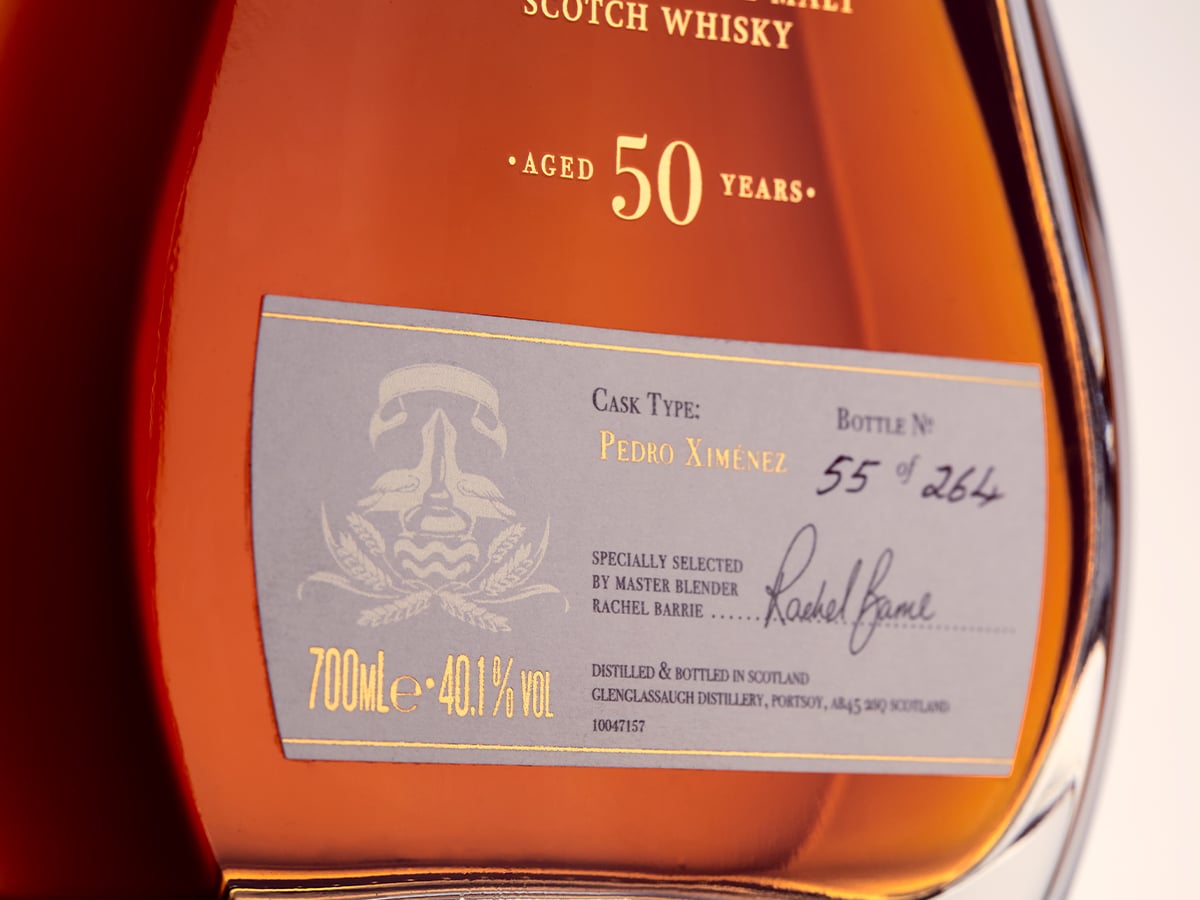 MALT
SCOTCH WHISKY
·AGED 50 YEARS·
CASK TYPE:
PEDRO XIMÉNEZ
BOTTLE Nº
55 of 264
SPECIALLY SELECTED
BY MASTER BLENDER
RACHEL BARRIE ...... Rachel Barrie
700ML e · 40.1% VOL
DISTILLED & BOTTLED IN SCOTLAND
GLENGLASSAUGH DISTILLERY, PORTSOY, AB45 2SQ SCOTLAND
10047157